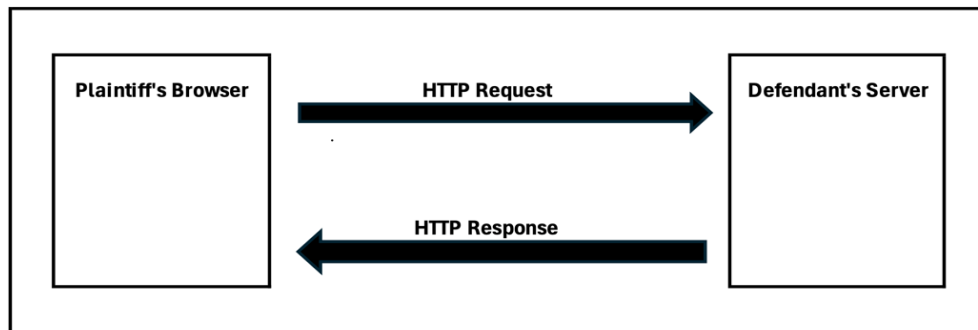 Plaintiff's Browser
HTTP Request
Defendant's Server
HTTP Response